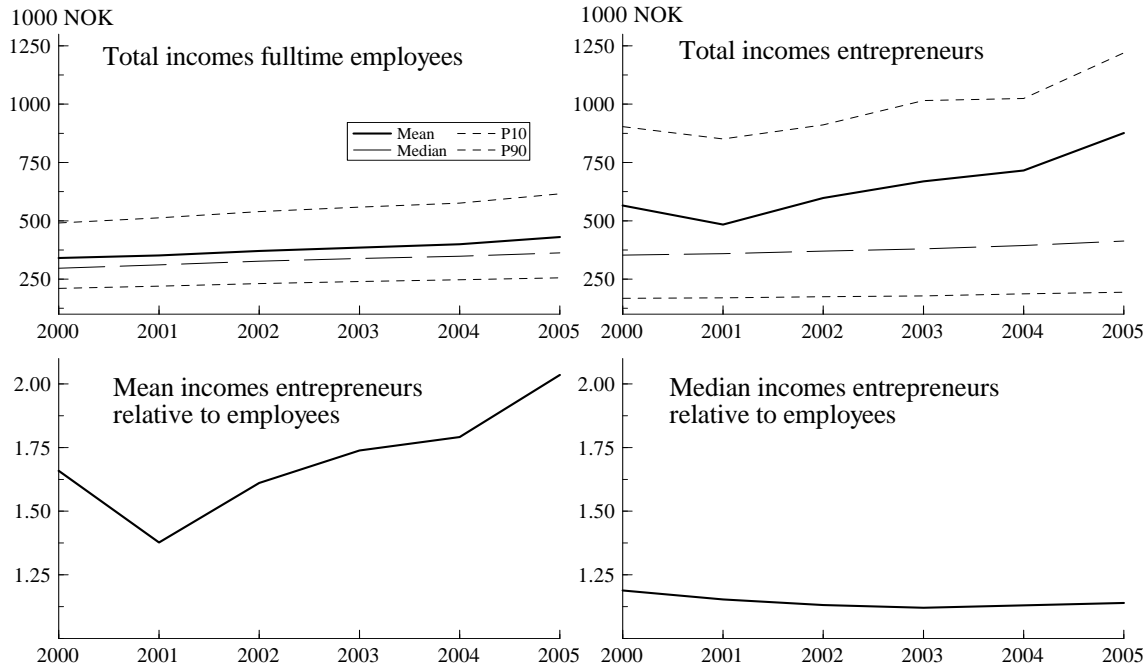 1000 NOK
Total incomes fulltime employees
1250
1000
750
500
250
Mean
P10
Median
P90
2000 2001 2002 2003 2004 2005
1000 NOK
Total incomes entrepreneurs
1250
1000
750
500
250
2000 2001 2002 2003 2004 2005
Mean incomes entrepreneurs
relative to employees
2.00
1.75
1.50
1.25
2000 2001 2002 2003 2004 2005
Median incomes entrepreneurs
relative to employees
2.00
1.75
1.50
1.25
2000 2001 2002 2003 2004 2005